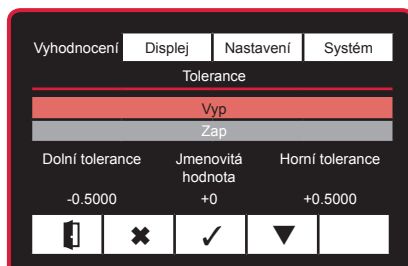 Vyhodnocení Displej Nastavení Systém
Tolerance
Vyp
Zap
Dolní tolerance Jmenovitá hodnota Horní tolerance
-0.5000 +0 +0.5000